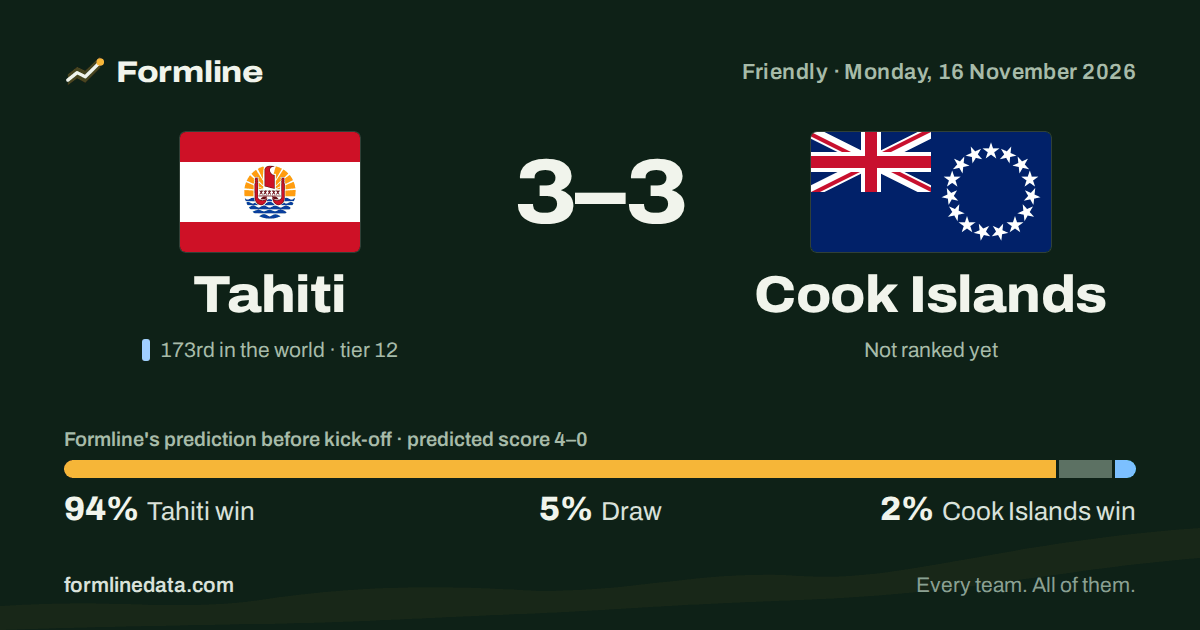 Formline
Friendly · Monday, 16 November 2026
3–3
Tahiti
Cook Islands
173rd in the world · tier 12
Not ranked yet
Formline's prediction before kick-off · predicted score 4–0
94% Tahiti win
5% Draw
2% Cook Islands win
formlinedata.com
Every team. All of them.